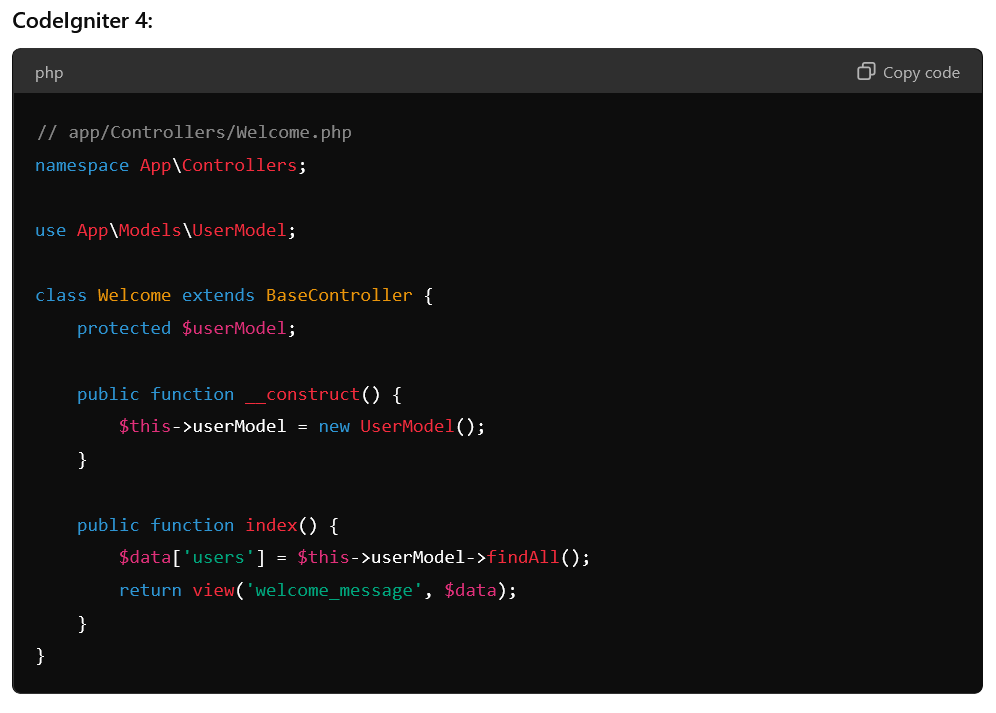 CodeIgniter 4:
php
Copy code
// app/Controllers/Welcome.php
namespace App\Controllers;
use App\Models\UserModel;
class Welcome extends BaseController {
    protected $userModel;
    public function __construct() {
        $this->userModel = new UserModel();
    }
    public function index() {
        $data['users'] = $this->userModel->findAll();
        return view('welcome_message', $data);
    }
}